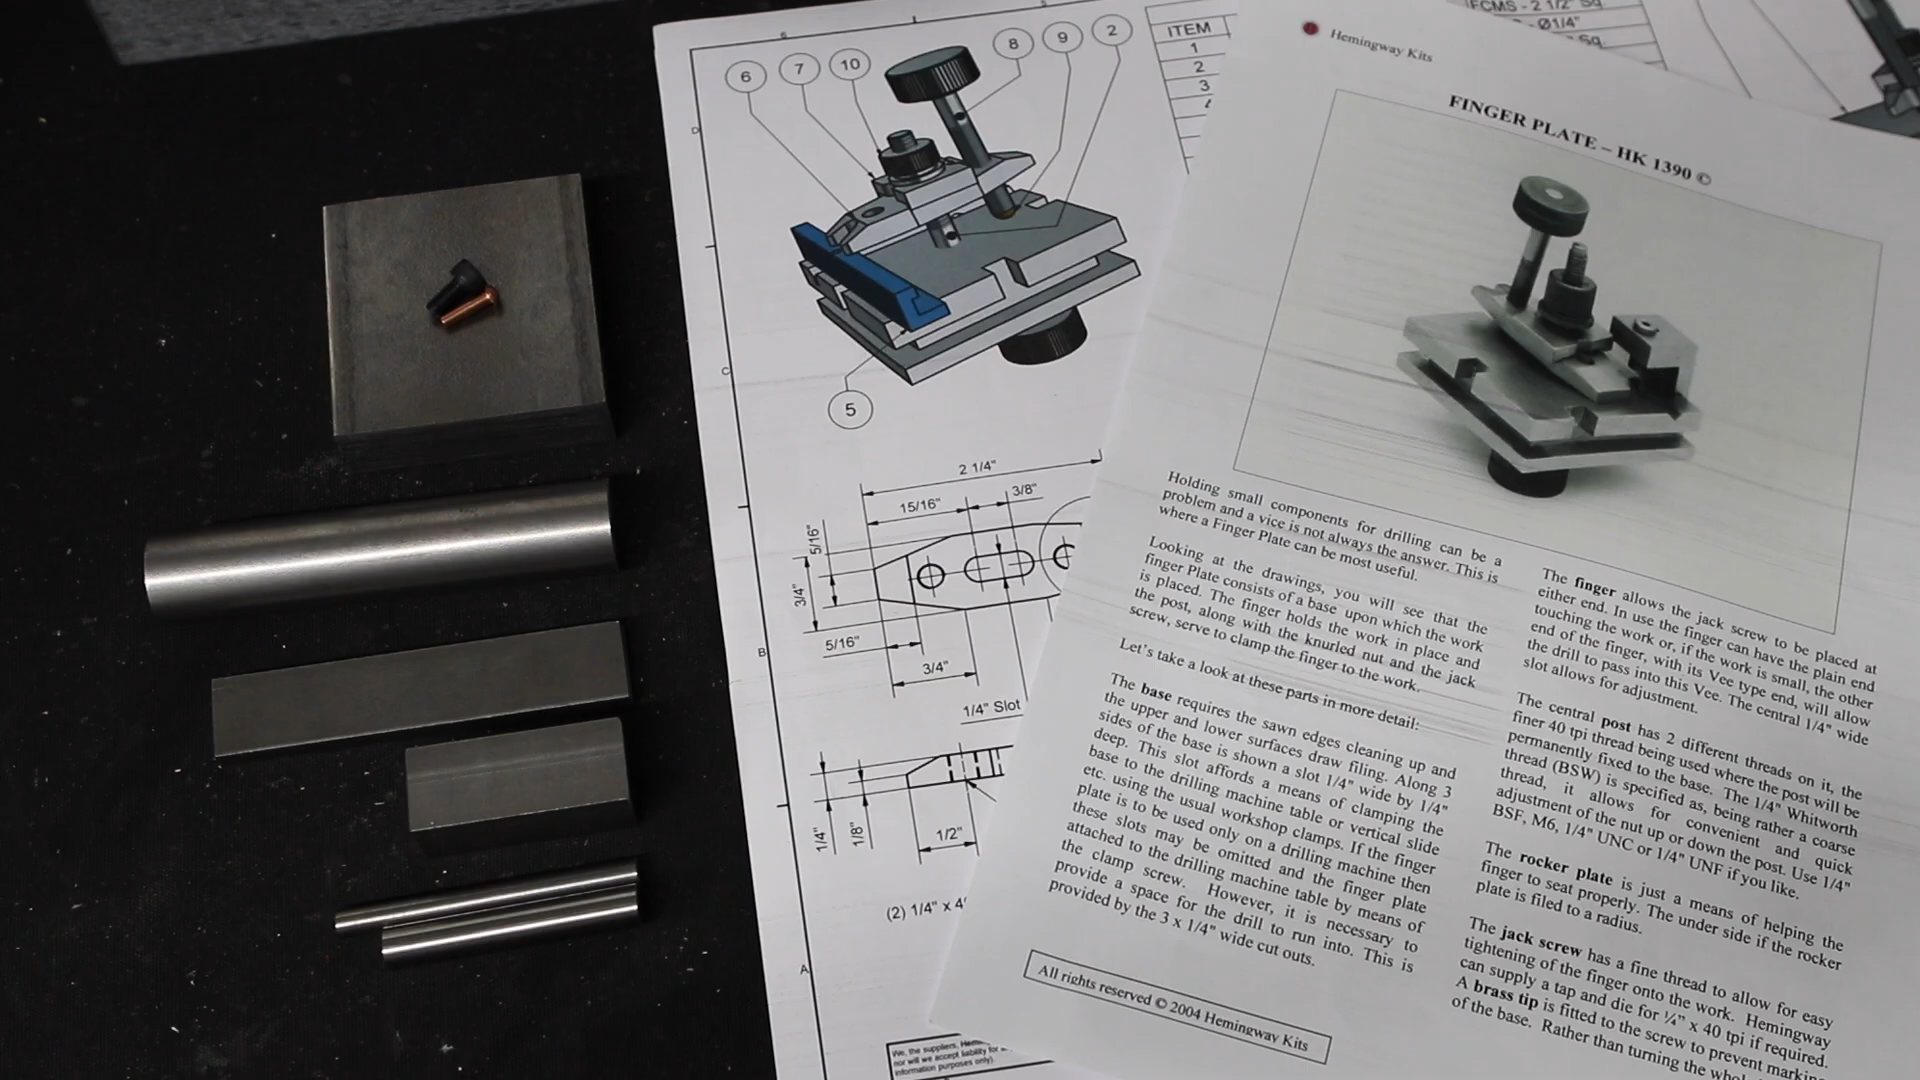 6
7
10
8
9
2
5
D
C
B
A
ITEM
1
2
3
2 1/4"
15/16"
3/8"
5/16"
3/4"
5/16"
3/4"
1/4" Slot
1/4"
1/8"
1/2"
(2) 1/4" x 4
We, the suppliers,
nor will we accept liability for
information purposes only)
FCMS - 2 1/2" Sq
Ø1/4"
Sq
Hemingway Kits
FINGER PLATE – HK 1390 ©
Holding small components for drilling can be a
problem and a vice is not always the answer. This is
where a Finger Plate can be most useful.
Looking at the drawings, you will see that the
finger Plate consists of a base upon which the work
is placed. The finger holds the work in place and
the post, along with the knurled nut and the jack
screw, serve to clamp the finger to the work.
Let's take a look at these parts in more detail:
The base requires the sawn edges cleaning up and
the upper and lower surfaces draw filing. Along 3
sides of the base is shown a slot 1/4" wide by 1/4"
deep. This slot affords a means of clamping the
base to the drilling machine table or vertical slide
etc. using the usual workshop clamps. If the finger
plate is to be used only on a drilling machine then
these slots may be omitted and the finger plate
attached to the drilling machine table by means of
the clamp screw. However, it is necessary to
provide a space for the drill to run into. This is
provided by the 3 x 1/4" wide cut outs.
All rights reserved © 2004 Hemingway Kits
The finger allows the jack screw to be placed at
either end. In use the finger can have the plain end
touching the work or, if the work is small, the other
end of the finger, with its Vee type end, will allow
the drill to pass into this Vee. The central 1/4" wide
slot allows for adjustment.
The central post has 2 different threads on it, the
finer 40 tpi thread being used where the post will be
permanently fixed to the base. The 1/4" Whitworth
thread (BSW) is specified as, being rather a coarse
thread, it allows for convenient and quick
adjustment of the nut up or down the post. Use 1/4"
BSF, M6, 1/4" UNC or 1/4" UNF if you like.
The rocker plate is just a means of helping the
finger to seat properly. The under side if the rocker
plate is filed to a radius.
The jack screw has a fine thread to allow for easy
tightening of the finger onto the work. Hemingway
can supply a tap and die for ¼" x 40 tpi if required.
A brass tip is fitted to the screw to prevent marking
of the base. Rather than turning the